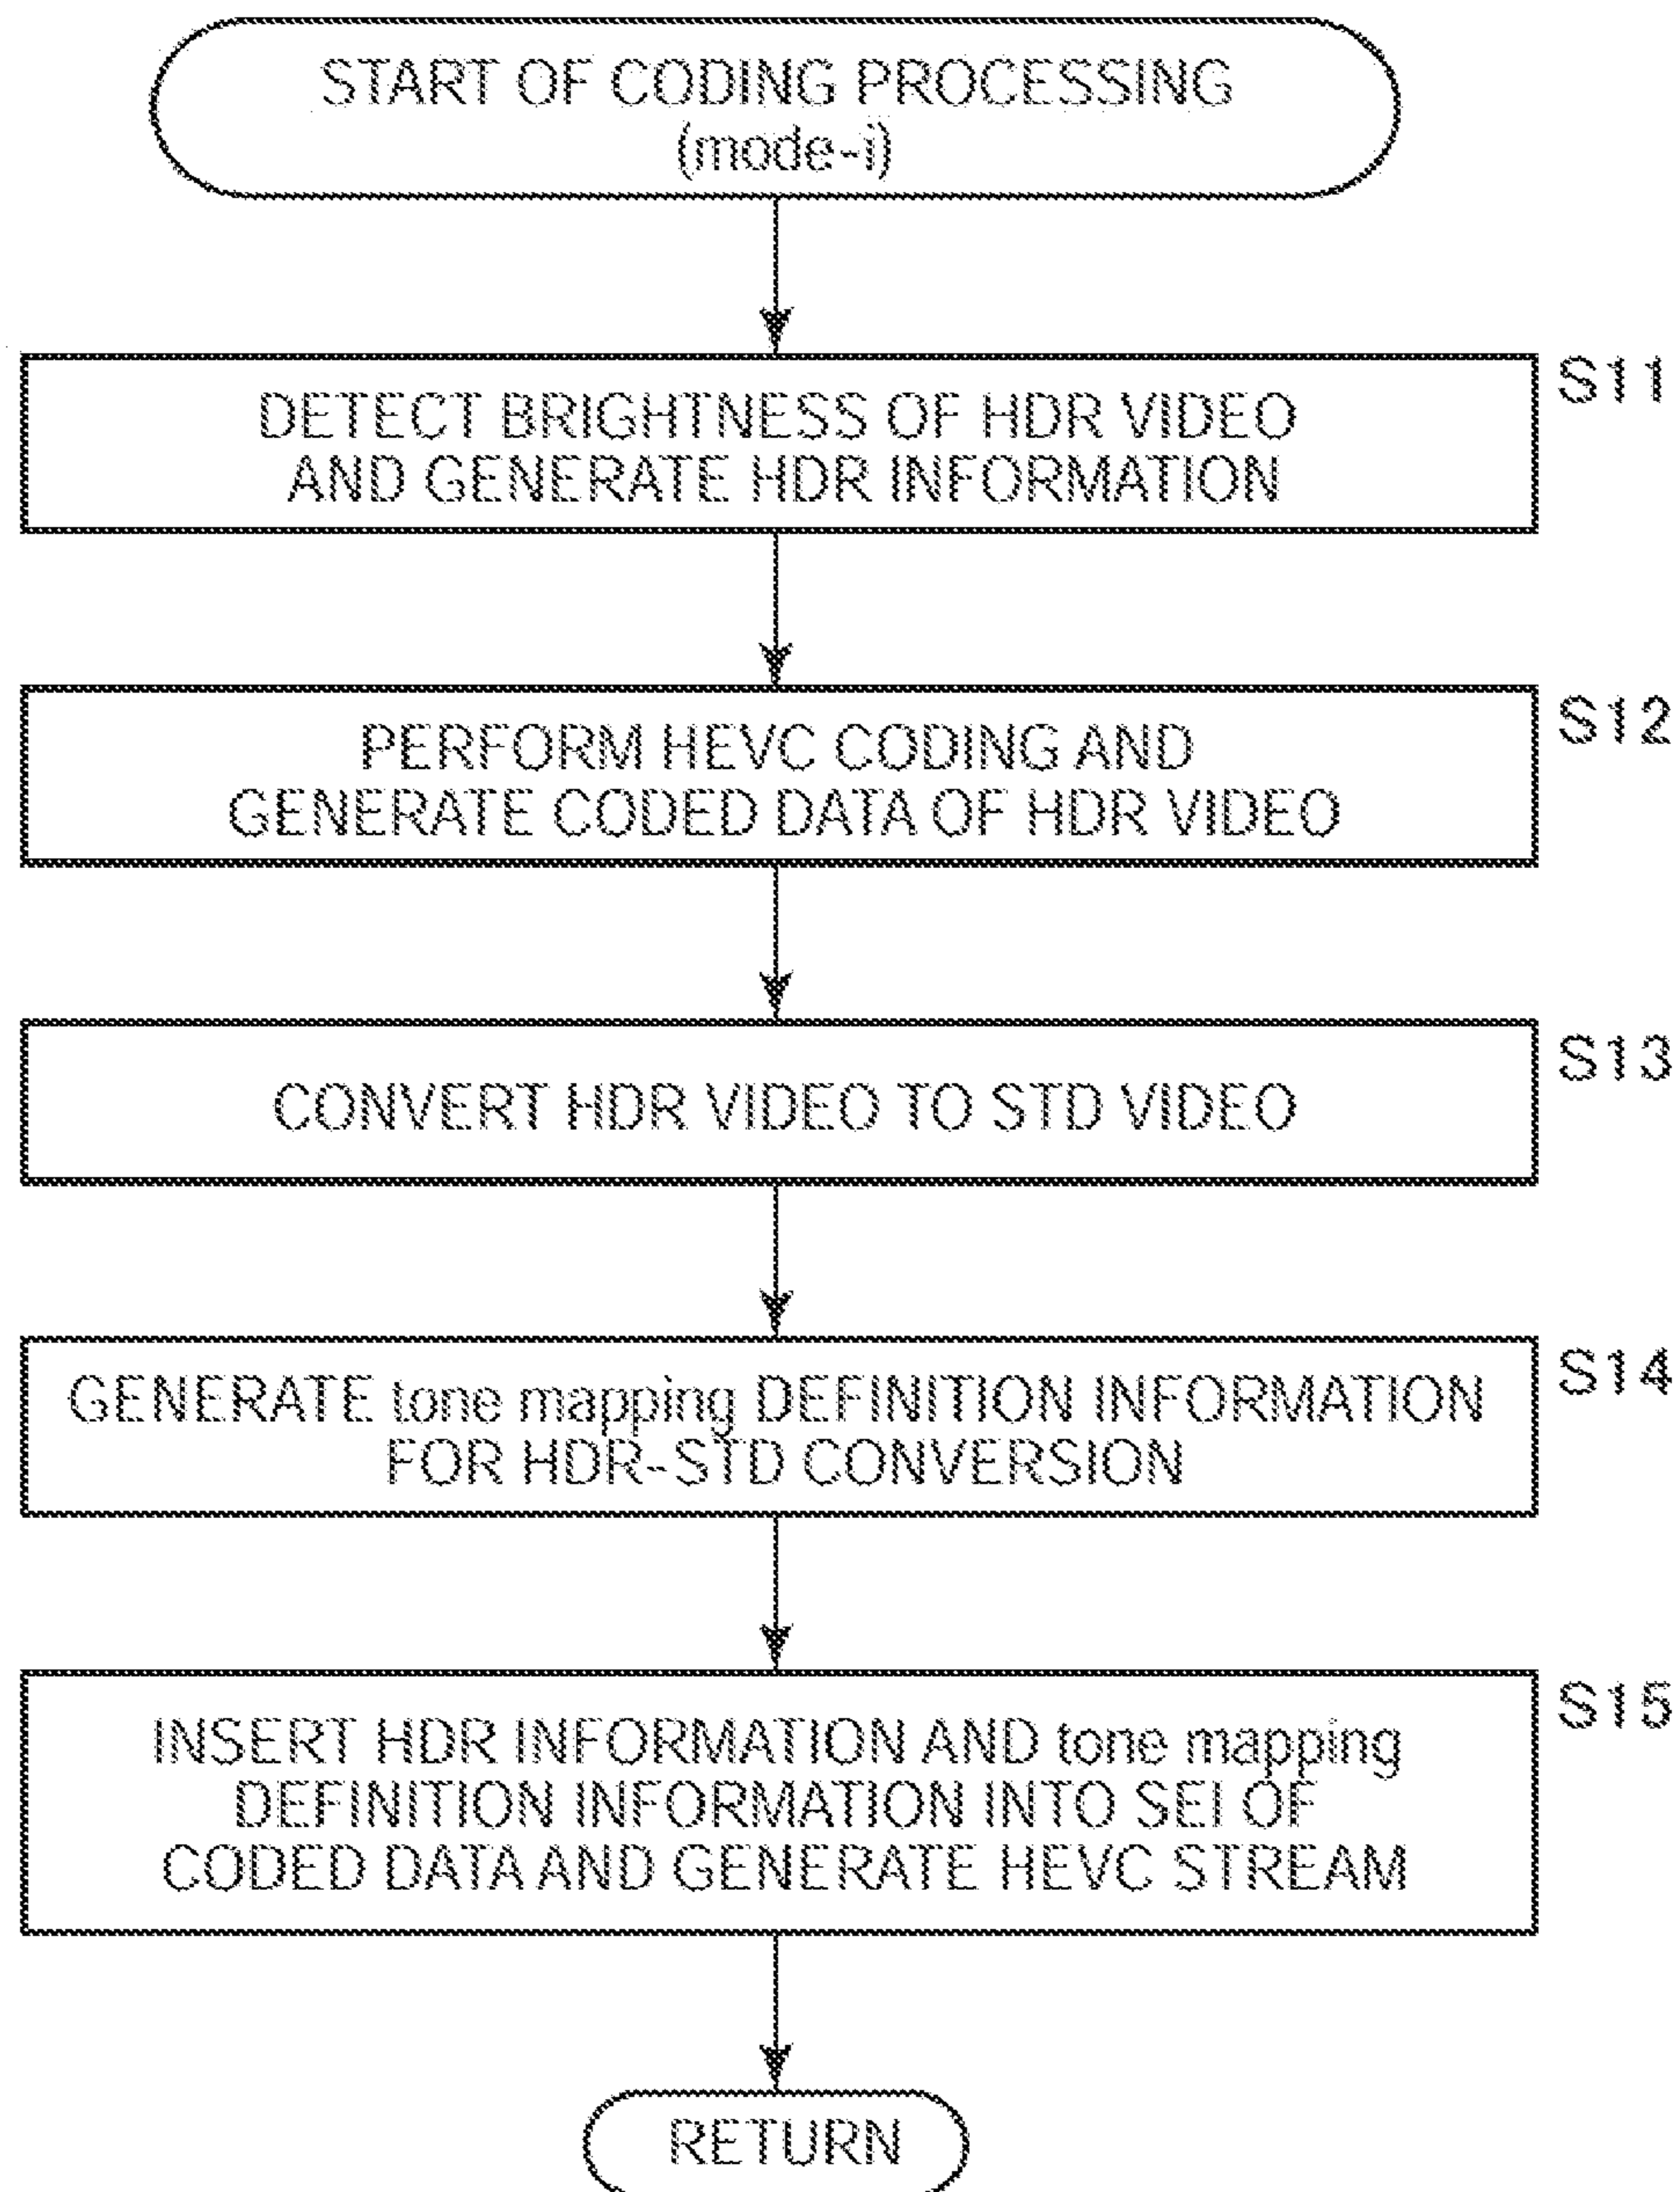 START OF CODING PROCESSING
(mode-i)
S11
DETECT BRIGHTNESS OF HDR VIDEO
AND GENERATE HDR INFORMATION
S12
PERFORM HEVC CODING AND
GENERATE CODED DATA OF HDR VIDEO
S13
CONVERT HDR VIDEO TO STD VIDEO
S14
GENERATE tone mapping DEFINITION INFORMATION
FOR HDR-STD CONVERSION
S15
INSERT HDR INFORMATION AND tone mapping
DEFINITION INFORMATION INTO SEI OF
CODED DATA AND GENERATE HEVC STREAM
RETURN